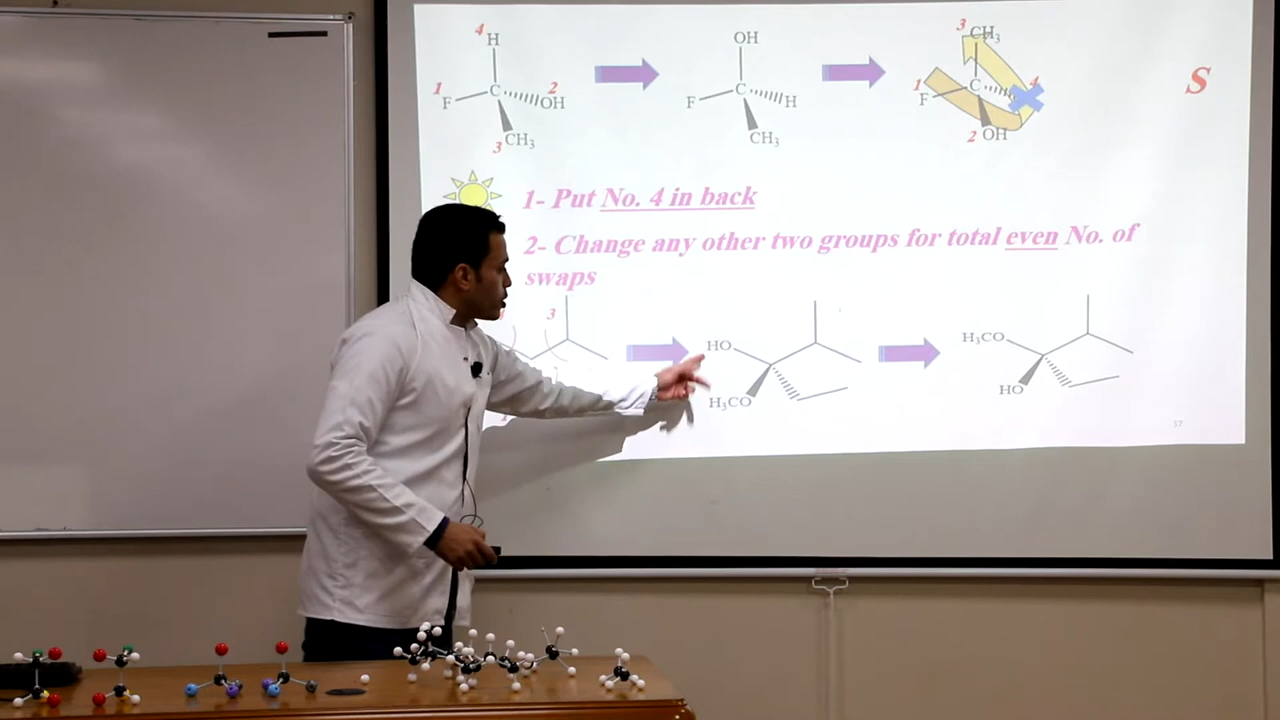 4
H
1
F
C
2
OH
3
CH3
OH
F
C
H
CH3
3
CH3
1
F
C
4
2
OH
S
1- Put No. 4 in back
2- Change any other two groups for total even No. of
swaps
3
HO
H3CO
H3CO
HO
37